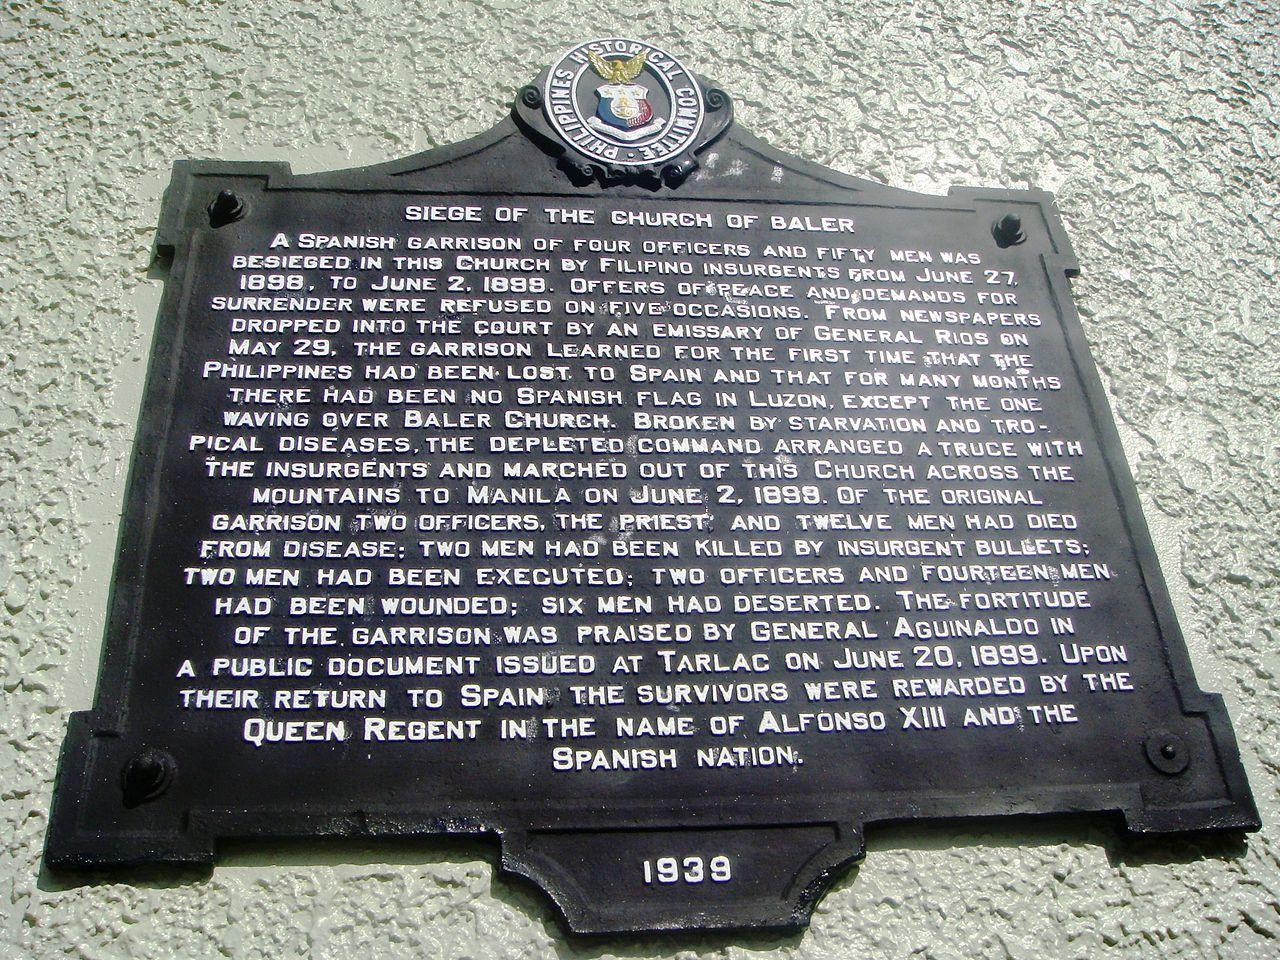 PHILIPPINES HISTORICAL COMMITTEE
SIEGE OF THE CHURCH OF BALER
A SPANISH GARRISON OF FOUR OFFICERS AND FIFTY MEN WAS
BESIEGED IN THIS CHURCH BY FILIPINO INSURGENTS FROM JUNE 27,
1898, TO JUNE 2, 1899. OFFERS OF PEACE AND DEMANDS FOR
SURRENDER WERE REFUSED ON FIVE OCCASIONS. FROM NEWSPAPERS
DROPPED INTO THE COURT BY AN EMISSARY OF GENERAL RIOS ON
MAY 29, THE GARRISON LEARNED FOR THE FIRST TIME THAT THE
PHILIPPINES HAD BEEN LOST TO SPAIN AND THAT FOR MANY MONTHS
THERE HAD BEEN NO SPANISH FLAG IN LUZON, EXCEPT THE ONE
WAVING OVER BALER CHURCH. BROKEN BY STARVATION AND TRO-
PICAL DISEASES, THE DEPLETED COMMAND ARRANGED A TRUCE WITH
THE INSURGENTS AND MARCHED OUT OF THIS CHURCH ACROSS THE
MOUNTAINS TO MANILA ON JUNE 2, 1899. OF THE ORIGINAL
GARRISON TWO OFFICERS, THE PRIEST, AND TWELVE MEN HAD DIED
FROM DISEASE; TWO MEN HAD BEEN KILLED BY INSURGENT BULLETS;
TWO MEN HAD BEEN EXECUTED; TWO OFFICERS AND FOURTEEN MEN
HAD BEEN WOUNDED; SIX MEN HAD DESERTED. THE FORTITUDE
OF THE GARRISON WAS PRAISED BY GENERAL AGUINALDO IN
A PUBLIC DOCUMENT ISSUED AT TARLAC ON JUNE 20, 1899. UPON
THEIR RETURN TO SPAIN THE SURVIVORS WERE REWARDED BY THE
QUEEN REGENT IN THE NAME OF ALFONSO XIII AND THE
SPANISH NATION.
1939